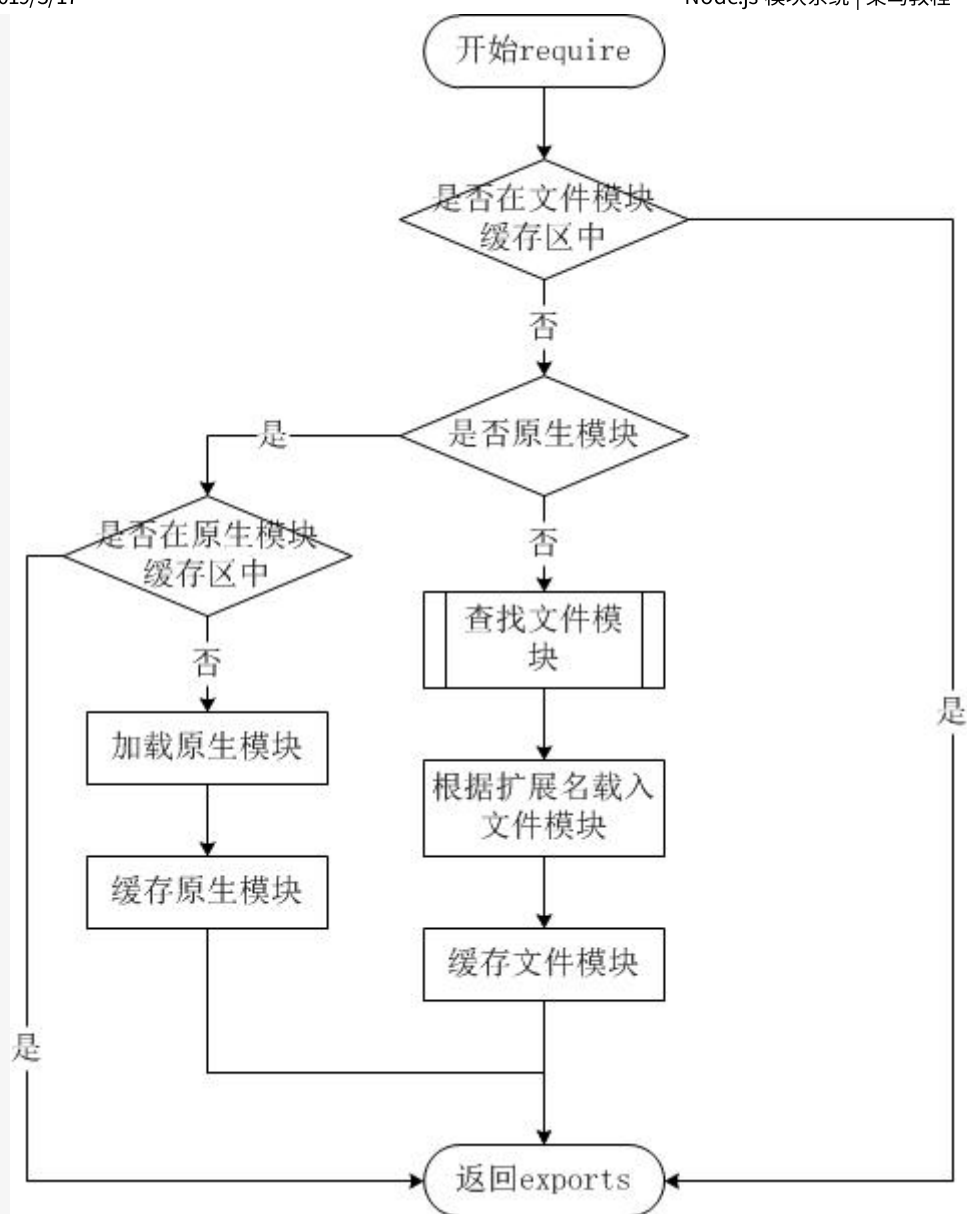 Node.js 模块系统 | 菜鸟教程
开始require
是否在文件模块
缓存区中
否
是否原生模块
是
是否在原生模块
缓存区中
否
查找文件模
块
否
加载原生模块
是
根据扩展名载入
文件模块
缓存原生模块
缓存文件模块
是
返回exports